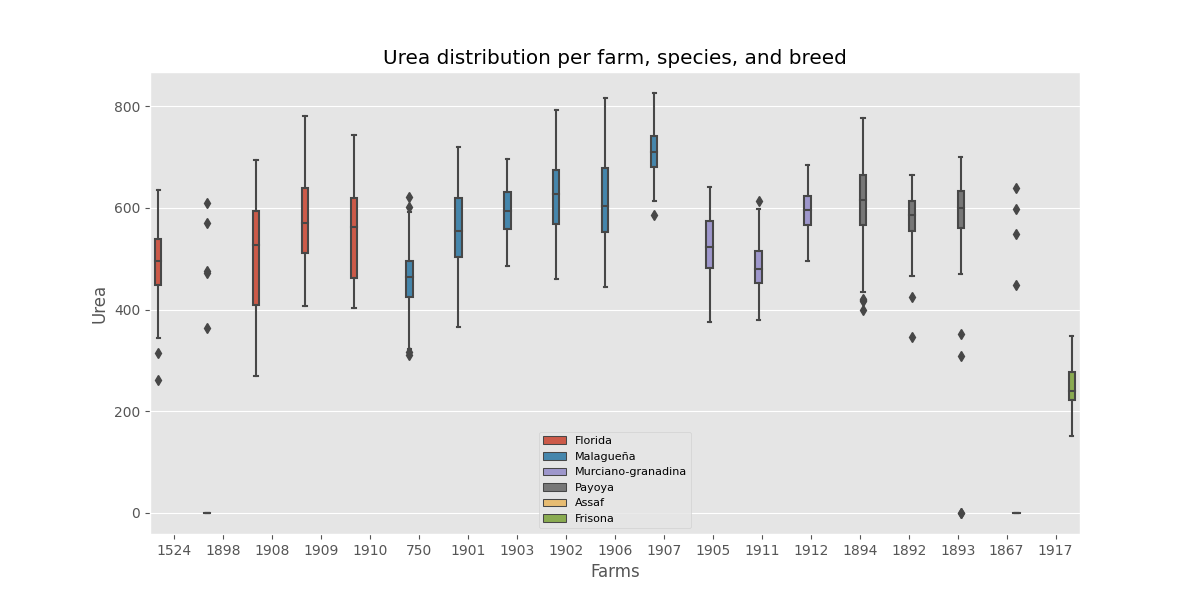 Urea distribution per farm, species, and breed
800
600
400
200
0
Urea
Florida
Malagueña
Murciano-granadina
Payoya
Assaf
Frisona
1524 1898 1908 1909 1910 750 1901 1903 1902 1906 1907 1905 1911 1912 1894 1892 1893 1867 1917
Farms